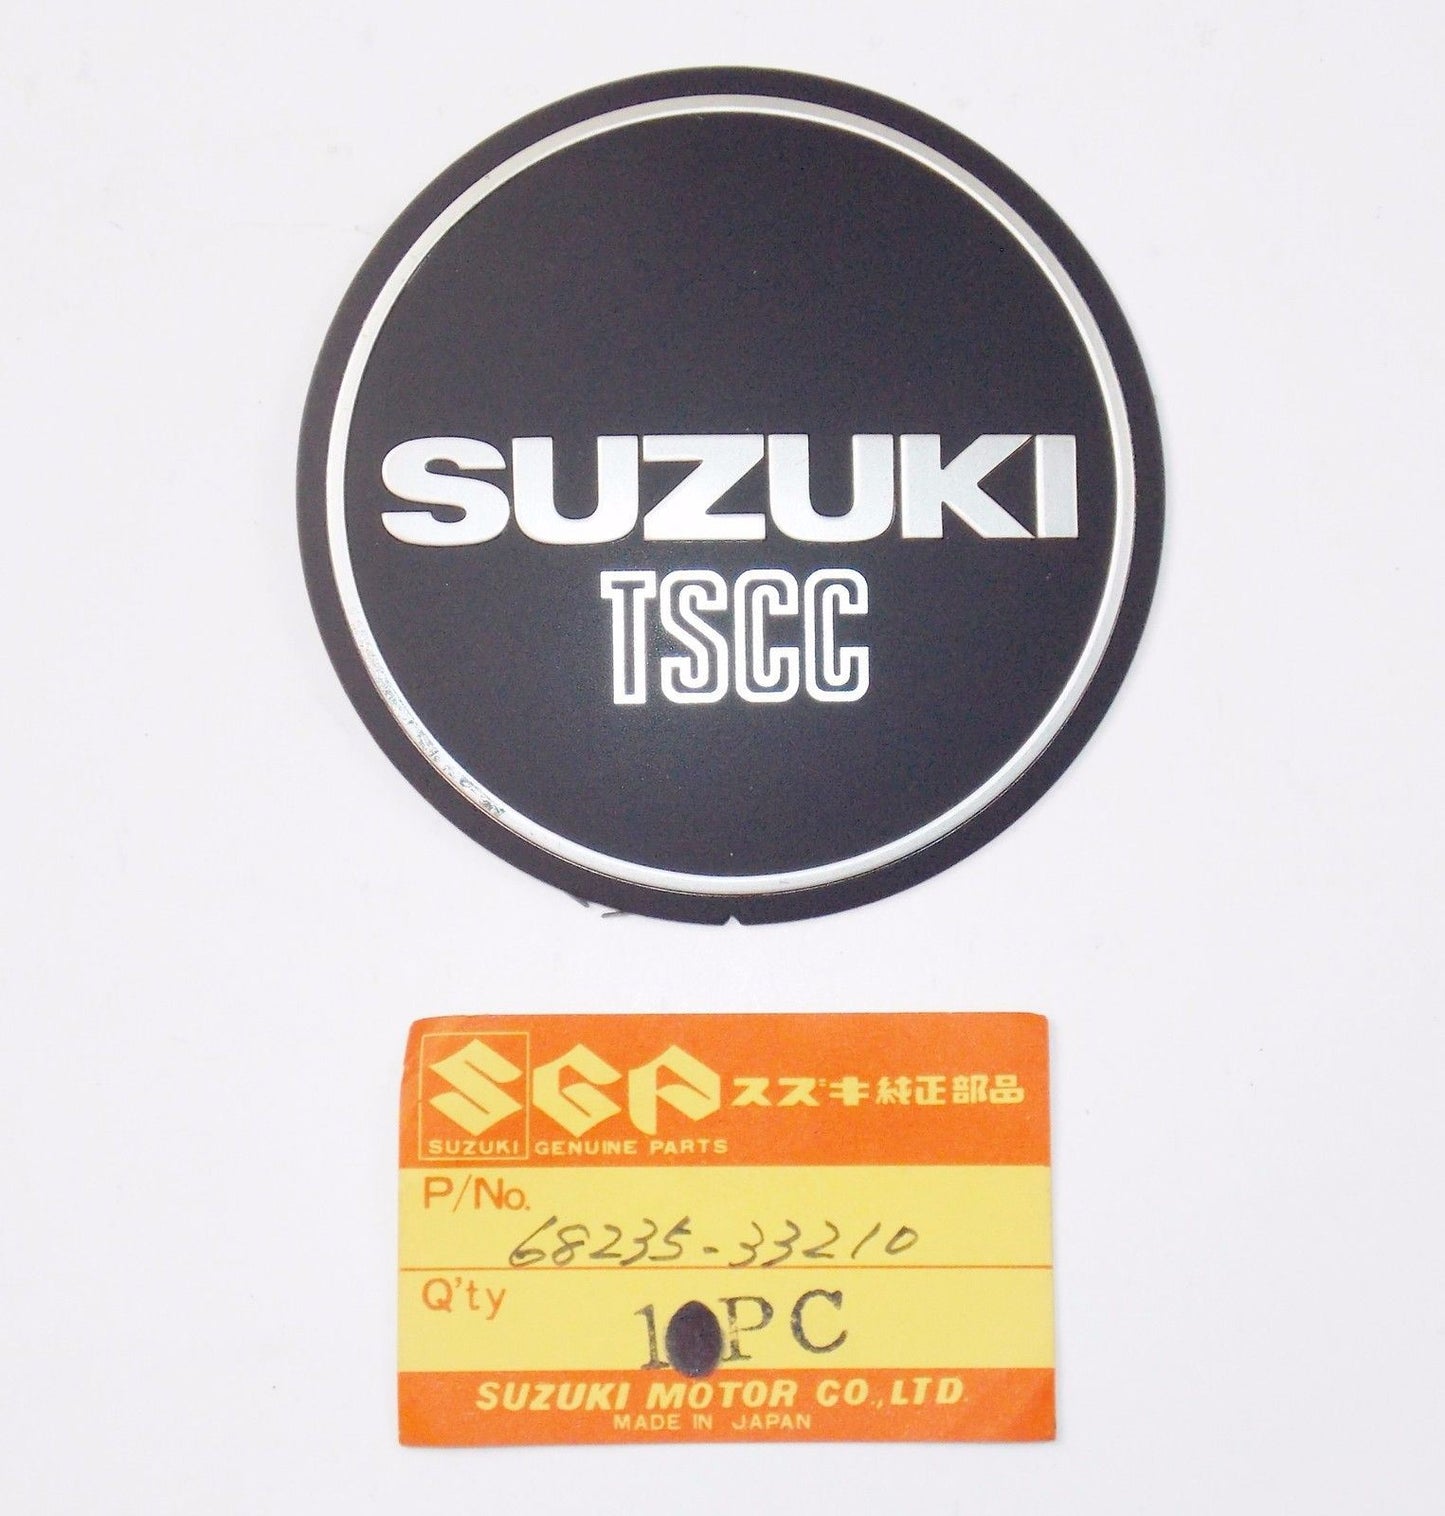 SUZUKI
TSCC
SGP スズキ純正部品
SUZUKI GENUINE PARTS
P/No.
68235-33210
Q'ty
1 PC
SUZUKI MOTOR CO.,LTD.
MADE IN JAPAN